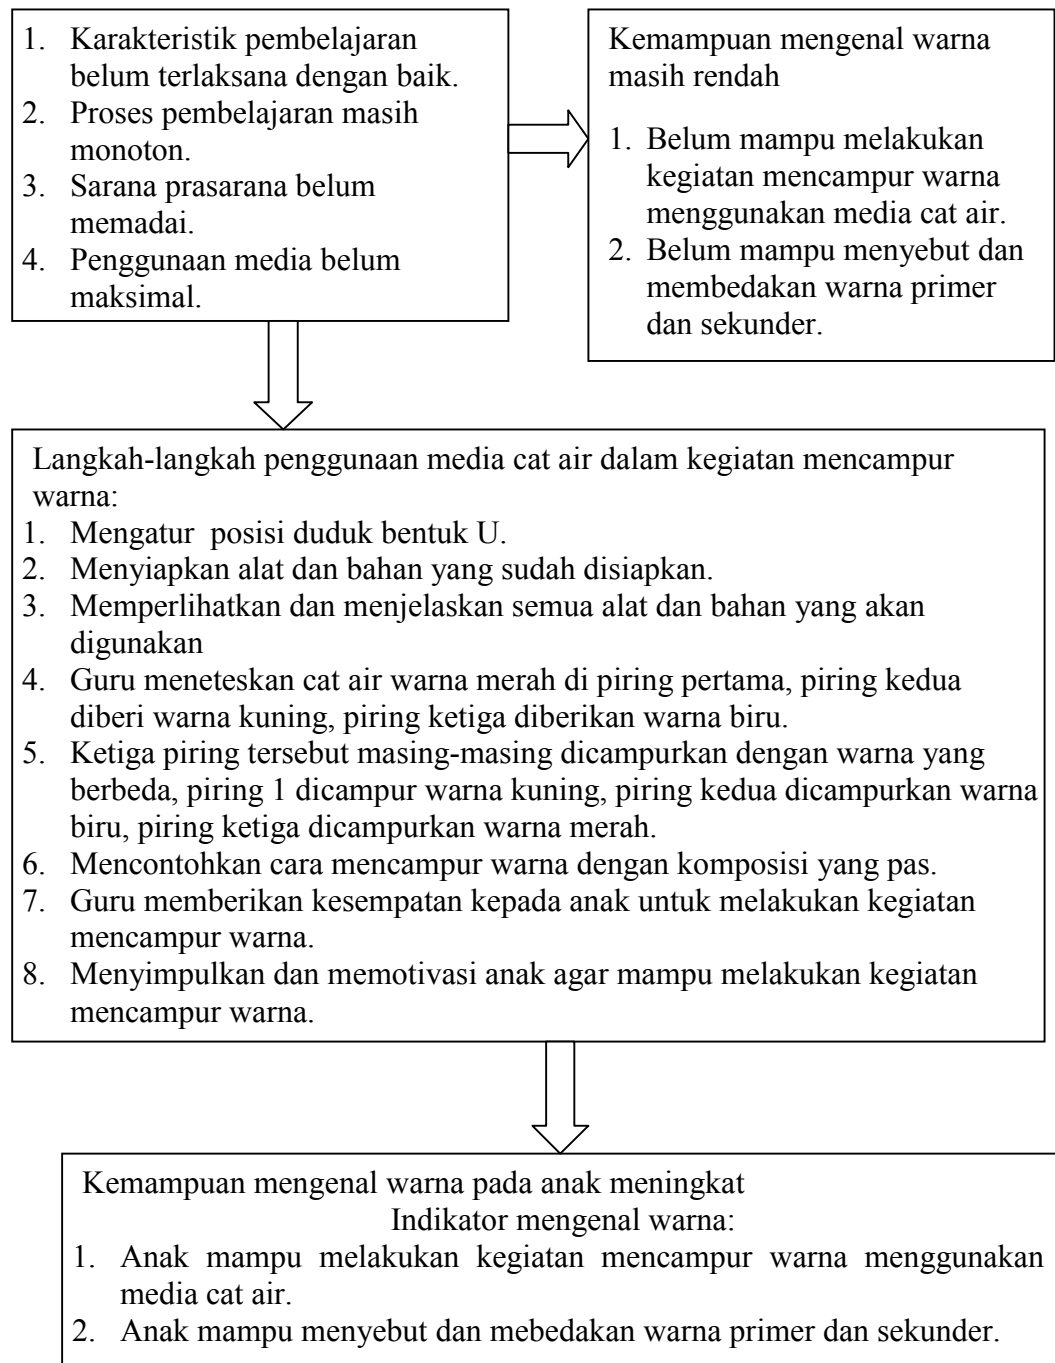 1. Karakteristik pembelajaran
belum terlaksana dengan baik.
2. Proses pembelajaran masih
monoton.
3. Sarana prasarana belum
memadai.
4. Penggunaan media belum
maksimal.
Kemampuan mengenal warna
masih rendah
1. Belum mampu melakukan
kegiatan mencampur warna
menggunakan media cat air.
2. Belum mampu menyebut dan
membedakan warna primer
dan sekunder.
Langkah-langkah penggunaan media cat air dalam kegiatan mencampur
warna:
1. Mengatur posisi duduk bentuk U.
2. Menyiapkan alat dan bahan yang sudah disiapkan.
3. Memperlihatkan dan menjelaskan semua alat dan bahan yang akan
digunakan
4. Guru meneteskan cat air warna merah di piring pertama, piring kedua
diberi warna kuning, piring ketiga diberikan warna biru.
5. Ketiga piring tersebut masing-masing dicampurkan dengan warna yang
berbeda, piring 1 dicampur warna kuning, piring kedua dicampurkan warna
biru, piring ketiga dicampurkan warna merah.
6. Mencontohkan cara mencampur warna dengan komposisi yang pas.
7. Guru memberikan kesempatan kepada anak untuk melakukan kegiatan
mencampur warna.
8. Menyimpulkan dan memotivasi anak agar mampu melakukan kegiatan
mencampur warna.
Kemampuan mengenal warna pada anak meningkat
Indikator mengenal warna:
1. Anak mampu melakukan kegiatan mencampur warna menggunakan
media cat air.
2. Anak mampu menyebut dan mebedakan warna primer dan sekunder.